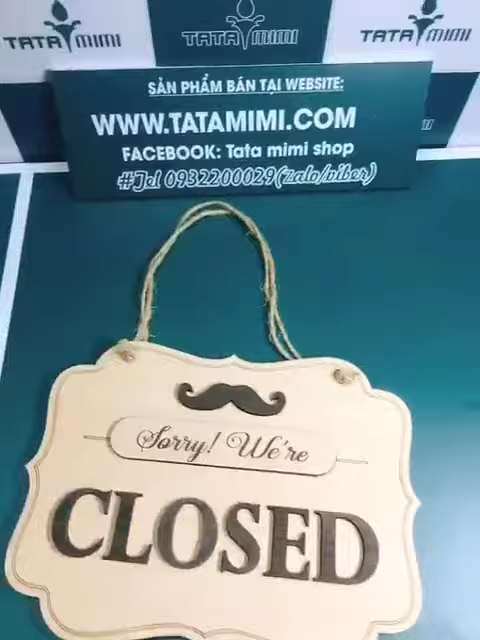 TATA MIMI
TATA MIMI
TATA MIMI
SẢN PHẨM BÁN TẠI WEBSITE:
WWW.TATAMIMI.COM
FACEBOOK: Tata mimi shop
#Tel 0932200029(zalo/viber)
Sorry! We're
CLOSED